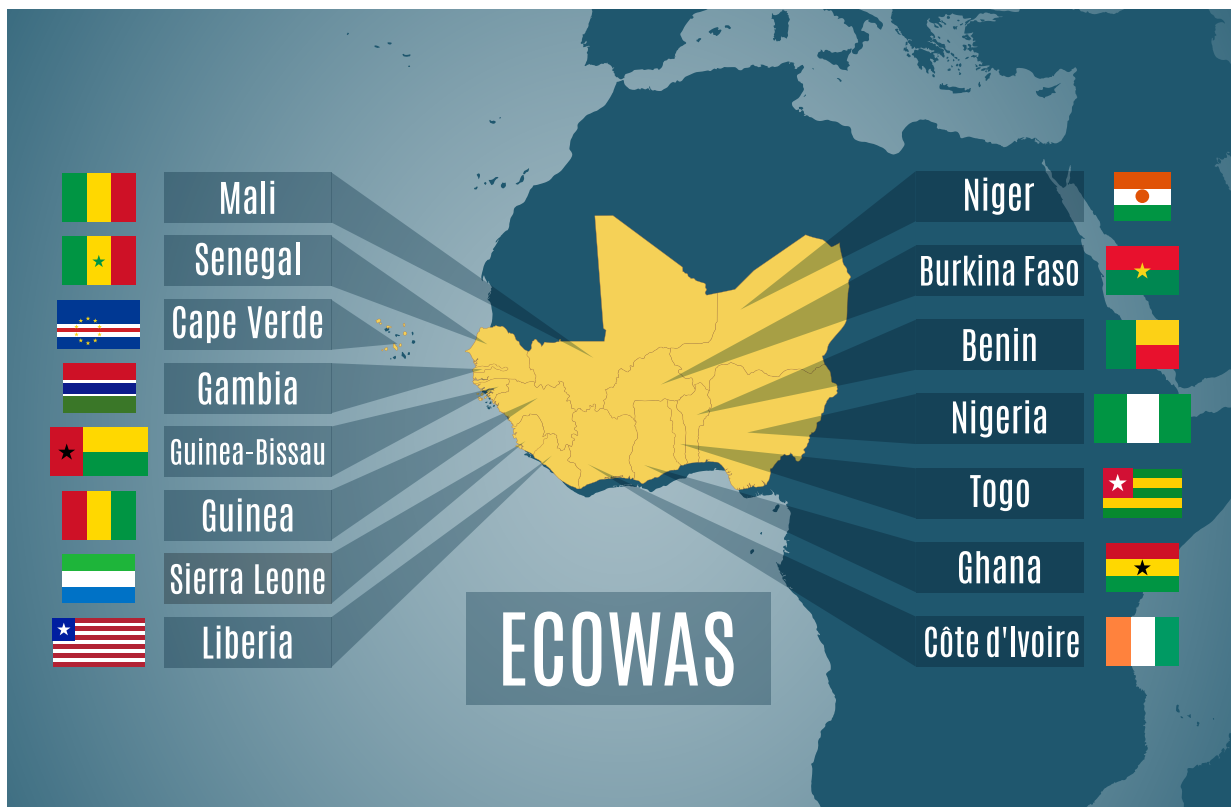 Mali
Senegal
Cape Verde
Gambia
Guinea-Bissau
Guinea
Sierra Leone
Liberia
Niger
Burkina Faso
Benin
Nigeria
Togo
Ghana
Côte d'Ivoire
ECOWAS